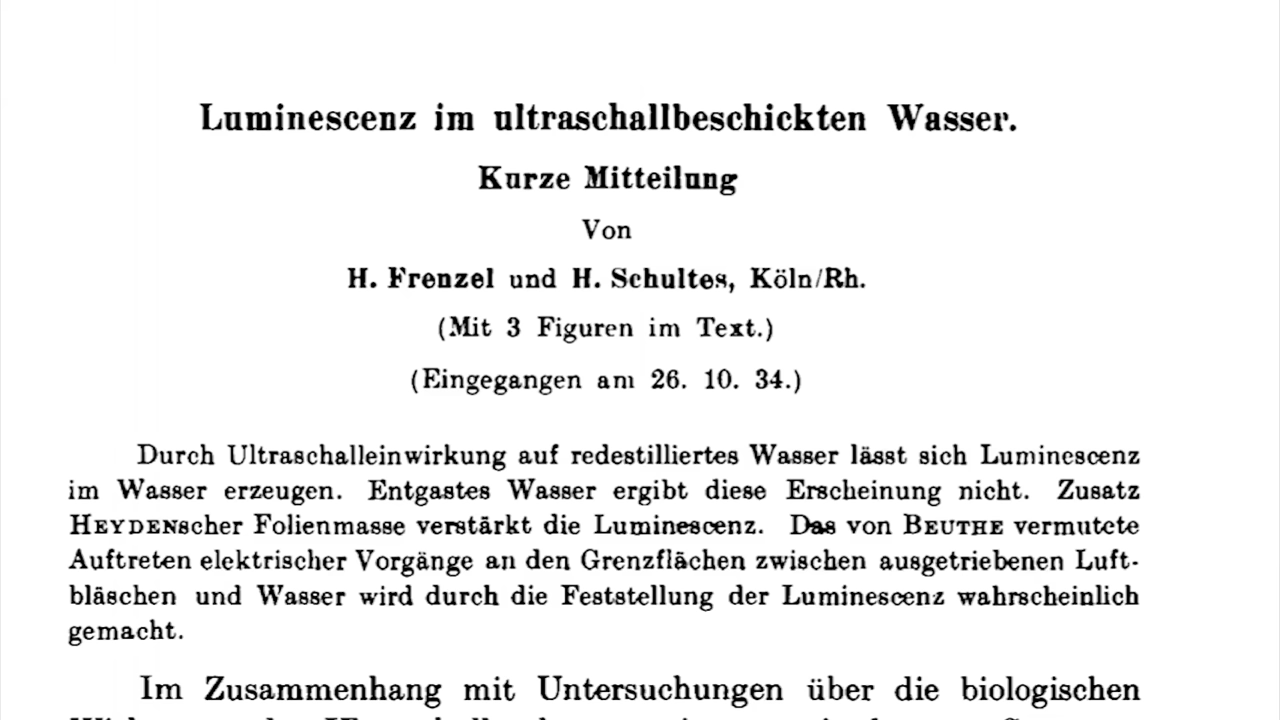 Luminescenz im ultraschallbeschickten Wasser.
Kurze Mitteilung
Von
H. Frenzel und H. Schultes, Köln/Rh.
(Mit 3 Figuren im Text.)
(Eingegangen am 26. 10. 34.)
Durch Ultraschalleinwirkung auf redestilliertes Wasser lässt sich Luminescenz
im Wasser erzeugen. Entgastes Wasser ergibt diese Erscheinung nicht. Zusatz
HEYDENscher Folienmasse verstärkt die Luminescenz. Das von BEUTHE vermutete
Auftreten elektrischer Vorgänge an den Grenzflächen zwischen ausgetriebenen Luft-
bläschen und Wasser wird durch die Feststellung der Luminescenz wahrscheinlich
gemacht.
Im Zusammenhang mit Untersuchungen über die biologischen